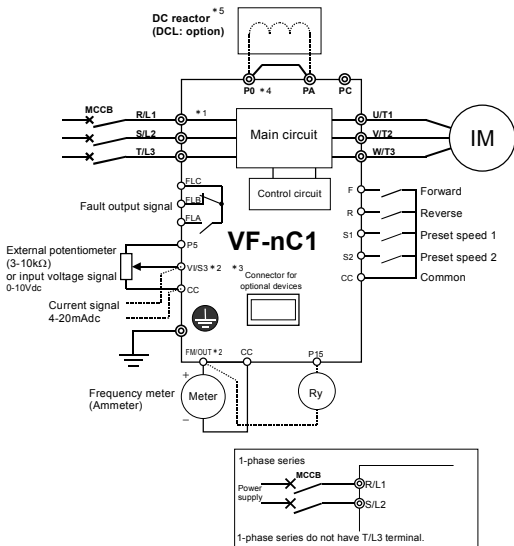 DC reactor *5
(DCL: option)
P0 *4 PA PC
MCCB
R/L1 *1 U/T1
S/L2 V/T2
T/L3 W/T3
Main circuit
IM
Control circuit
FLC
FLB
FLA
Fault output signal
VF-nC1
F Forward
R Reverse
S1 Preset speed 1
S2 Preset speed 2
CC Common
P5
External potentiometer
(3-10kΩ)
or input voltage signal
0-10Vdc
VI/S3 *2 *3
Connector for
optional devices
CC
Current signal
4-20mAdc
FM/OUT *2 CC P15
+
Frequency meter
(Ammeter)
Meter
Ry
−
1-phase series
MCCB
Power
supply
R/L1
S/L2
1-phase series do not have T/L3 terminal.